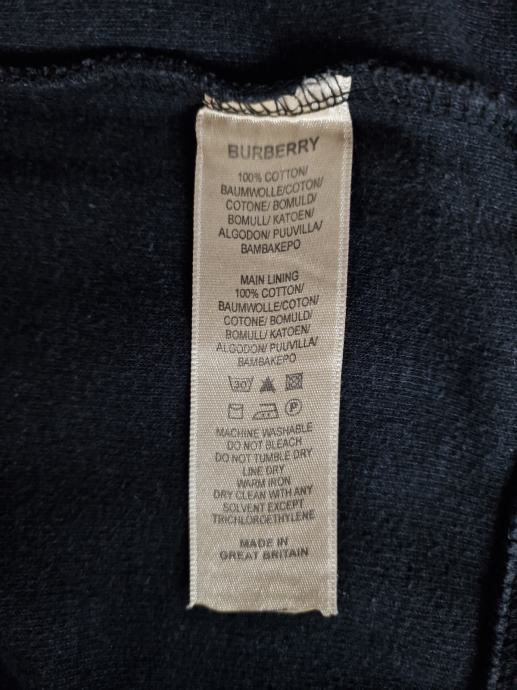 BURBERRY
100% COTTON/
BAUMWOLLE/COTON/
COTONE/ BOMULD/
BOMULL/ KATOEN/
ALGODON/ PUUVILLA/
BAMBAKEPO
MAIN LINING
100% COTTON/
BAUMWOLLE/COTON/
COTONE/ BOMULD/
BOMULL/ KATOEN/
ALGODON/ PUUVILLA/
BAMBAKEPO
30°
P
MACHINE WASHABLE
DO NOT BLEACH
DO NOT TUMBLE DRY
LINE DRY
WARM IRON
DRY CLEAN WITH ANY
SOLVENT EXCEPT
TRICHLOROETHYLENE
MADE IN
GREAT BRITAIN